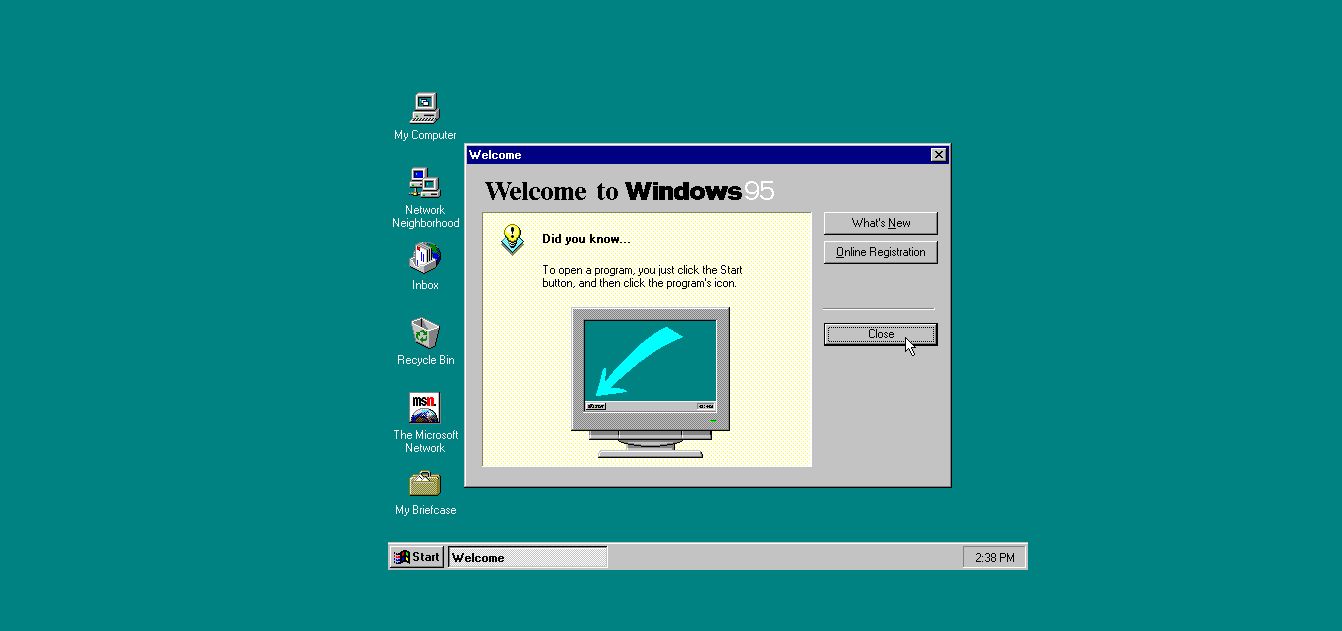 My Computer
Network
Neighborhood
Inbox
Recycle Bin
msn.
The Microsoft
Network
My Briefcase
Welcome
Welcome to Windows 95
Did you know...
To open a program, you just click the Start
button, and then click the program's icon.
What's New
Online Registration
Close
Start
Welcome
2:38 PM